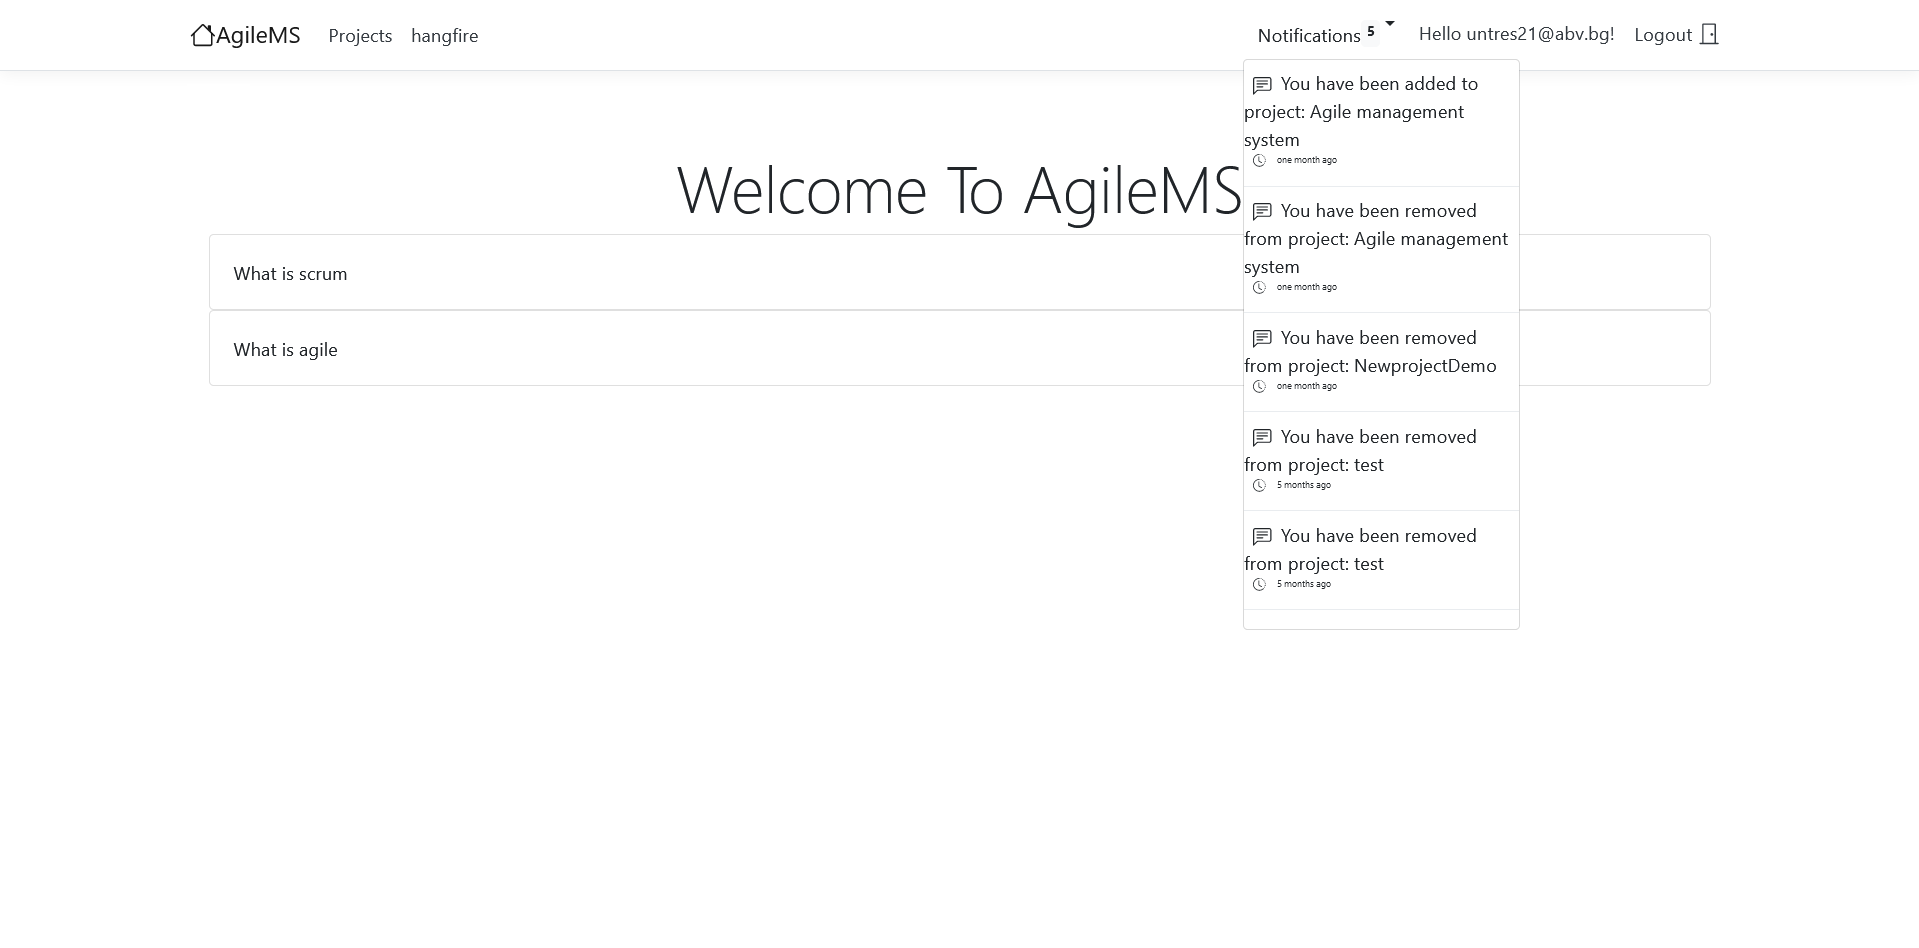 AgileMS Projects hangfire Notifications 5 Hello untres21@abv.bg! Logout
You have been added to
project: Agile management
system
one month ago
You have been removed
from project: Agile management
system
one month ago
You have been removed
from project: NewprojectDemo
one month ago
You have been removed
from project: test
5 months ago
You have been removed
from project: test
5 months ago
Welcome To AgileMS
What is scrum
What is agile